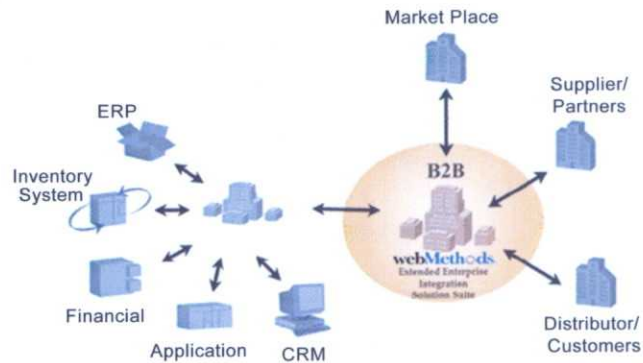 Market Place
Supplier/
Partners
ERP
B2B
Inventory
System
webMethods
Extended Enterprise
Integration
Solution Suite
Financial
Application
CRM
Distributor/
Customers